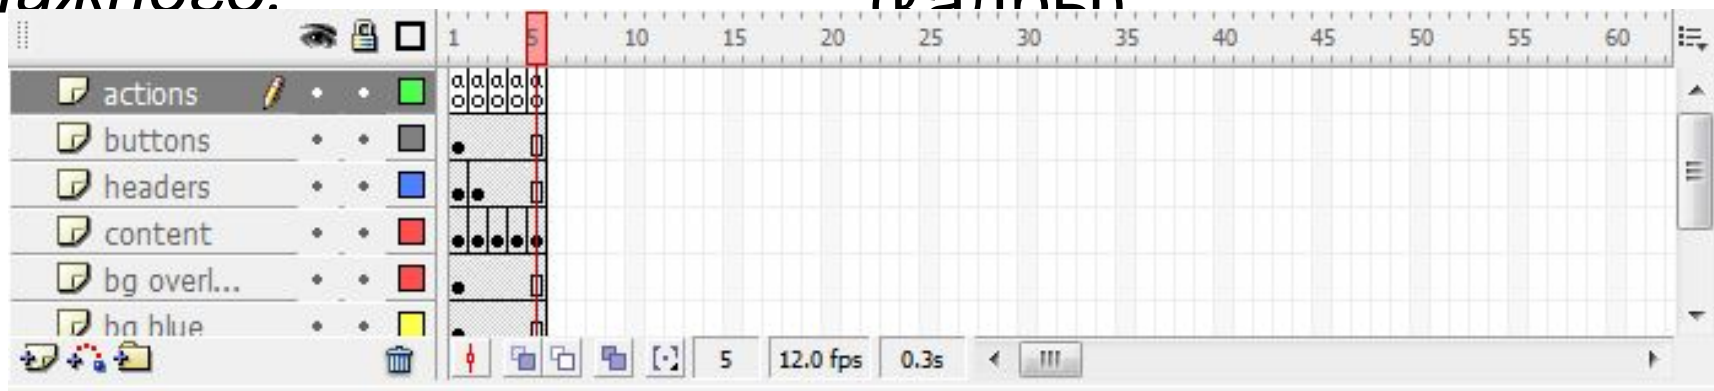 1 5 10 15 20 25 30 35 40 45 50 55 60
actions
a a a a a
buttons
headers
content
bg overl...
bg blue
5 12.0 fps 0.3s